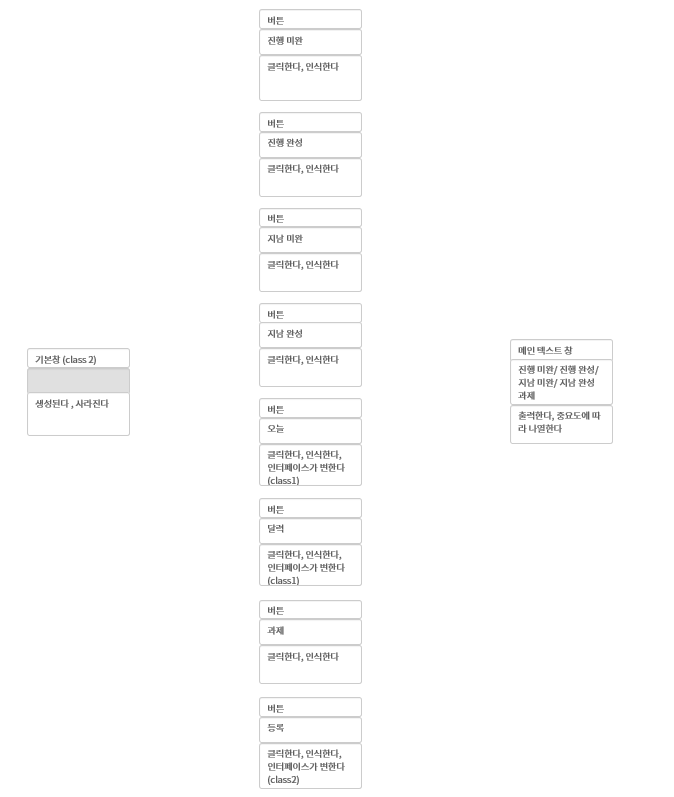 기본창 (class 2)
생성된다 , 사라진다
버튼
진행 미완
클릭한다, 인식한다
버튼
진행 완성
클릭한다, 인식한다
버튼
지남 미완
클릭한다, 인식한다
버튼
지남 완성
클릭한다, 인식한다
버튼
오늘
클릭한다, 인식한다,
인터페이스가 변한다
(class1)
버튼
달력
클릭한다, 인식한다,
인터페이스가 변한다
(class1)
버튼
과제
클릭한다, 인식한다
버튼
등록
클릭한다, 인식한다,
인터페이스가 변한다
(class2)
메인 텍스트 창
진행 미완/ 진행 완성/
지남 미완/ 지남 완성
과제
출력한다, 중요도에 따
라 나열한다